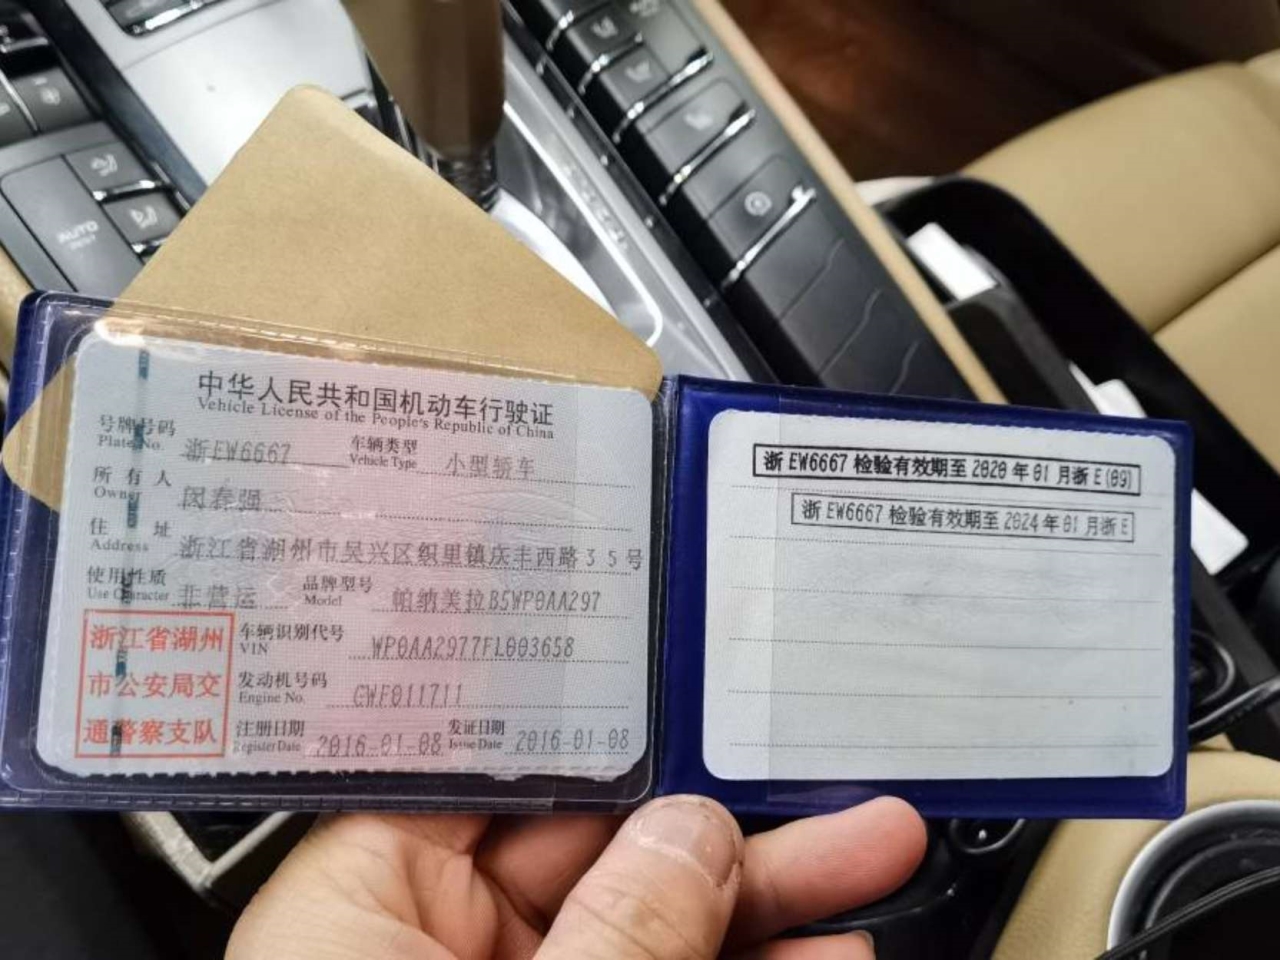 中华人民共和国机动车行驶证
Vehicle License of the People's Republic of China
号牌号码 浙EW6667 车辆类型 小型轿车
Plate No. Vehicle Type
所有人 闵春强
Owner
住址 浙江省湖州市吴兴区织里镇庆丰西路35号
Address
使用性质 非营运 品牌型号 帕纳美拉B5WP0AA297
Use Character Model
浙江省湖州 车辆识别代号 WP0AA2977FL003658
VIN
市公安局交 发动机号码 CWF011711
Engine No.
通警察支队 注册日期 2016-01-08 发证日期 2016-01-08
Register Date Issue Date
浙EW6667检验有效期至2020年01月浙E(09)
浙EW6667检验有效期至2024年01月浙E
AUTO